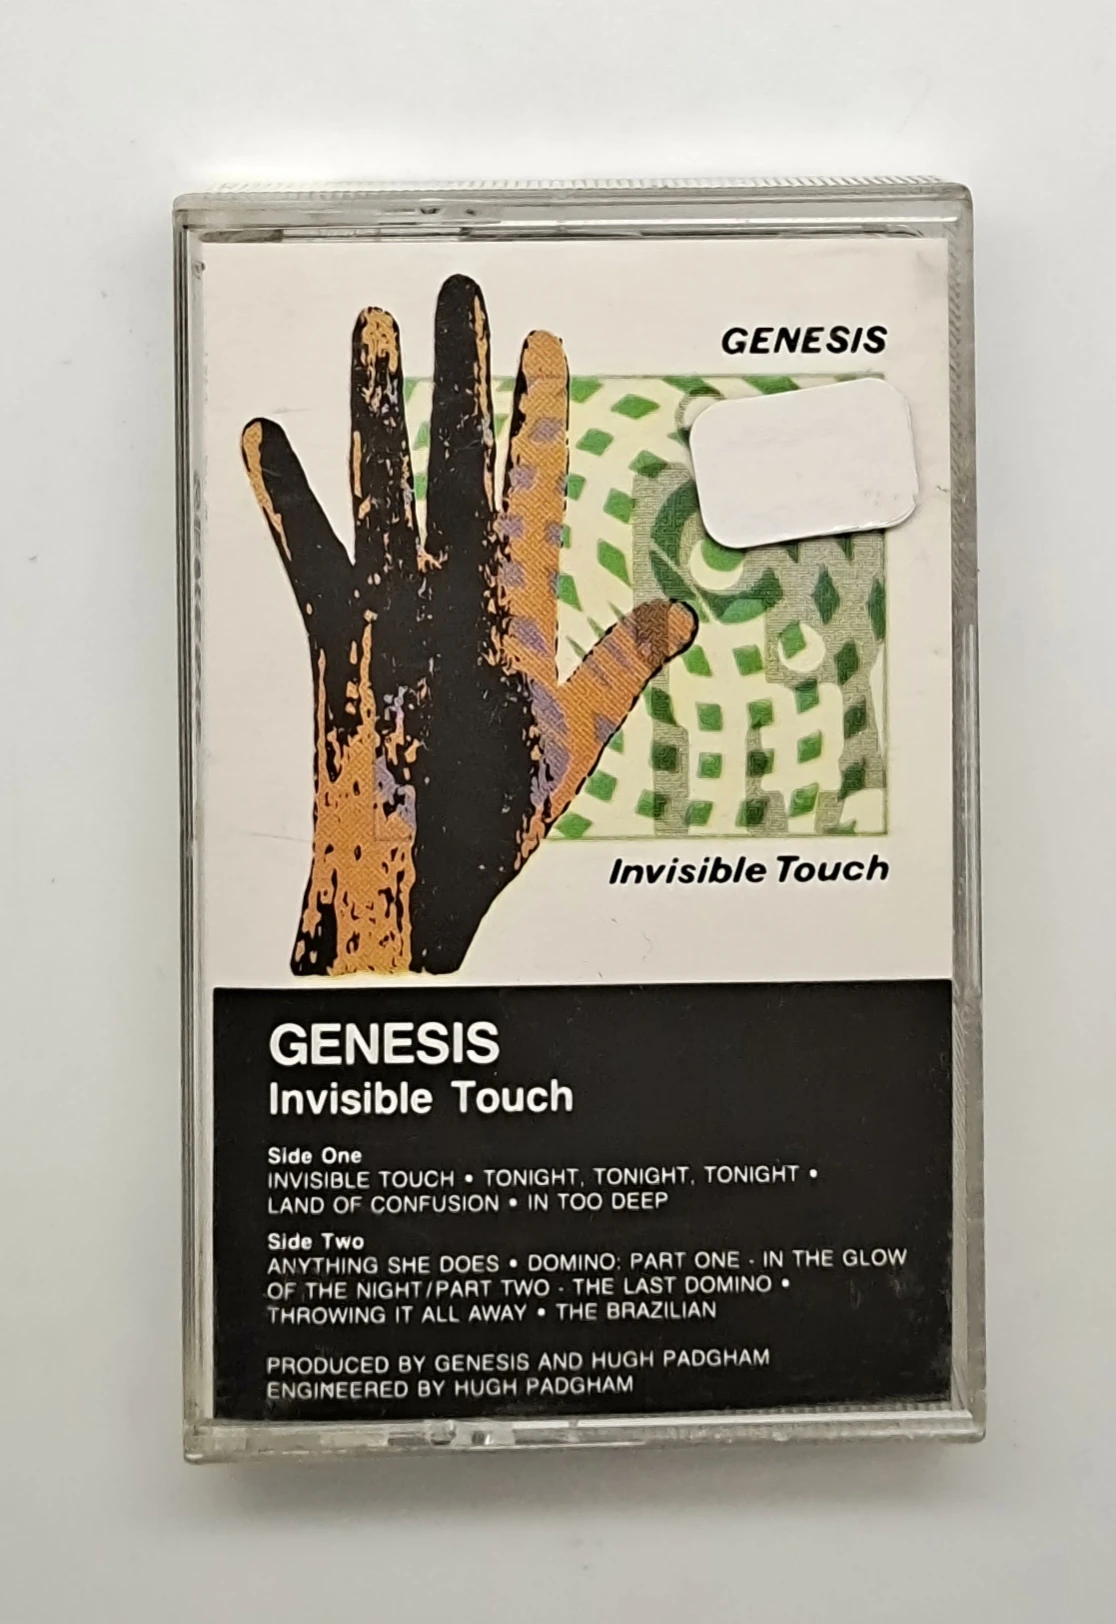 GENESIS
Invisible Touch
GENESIS
Invisible Touch
Side One
INVISIBLE TOUCH • TONIGHT, TONIGHT, TONIGHT •
LAND OF CONFUSION • IN TOO DEEP
Side Two
ANYTHING SHE DOES • DOMINO: PART ONE - IN THE GLOW
OF THE NIGHT/PART TWO - THE LAST DOMINO •
THROWING IT ALL AWAY • THE BRAZILIAN
PRODUCED BY GENESIS AND HUGH PADGHAM
ENGINEERED BY HUGH PADGHAM